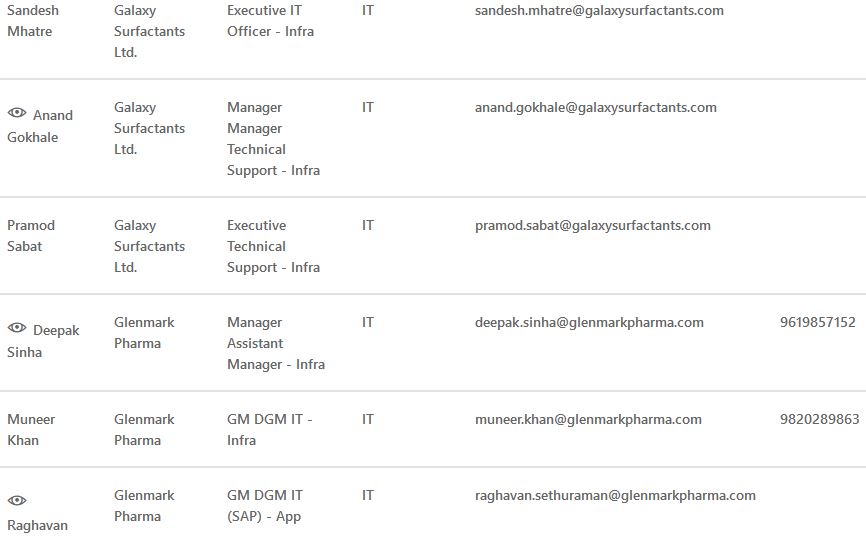 Sandesh Galaxy Executive IT IT sandesh.mhatre@galaxysurfactants.com
Mhatre Surfactants Officer - Infra
Ltd.
Anand Galaxy Manager IT anand.gokhale@galaxysurfactants.com
Gokhale Surfactants Manager
Ltd. Technical
Support - Infra
Pramod Galaxy Executive IT pramod.sabat@galaxysurfactants.com
Sabat Surfactants Technical
Ltd. Support - Infra
Deepak Glenmark Manager IT deepak.sinha@glenmarkpharma.com 9619857152
Sinha Pharma Assistant
Manager - Infra
Muneer Glenmark GM DGM IT - IT muneer.khan@glenmarkpharma.com 9820289863
Khan Pharma Infra
Glenmark GM DGM IT IT raghavan.sethuraman@glenmarkpharma.com
Raghavan Pharma (SAP) - App